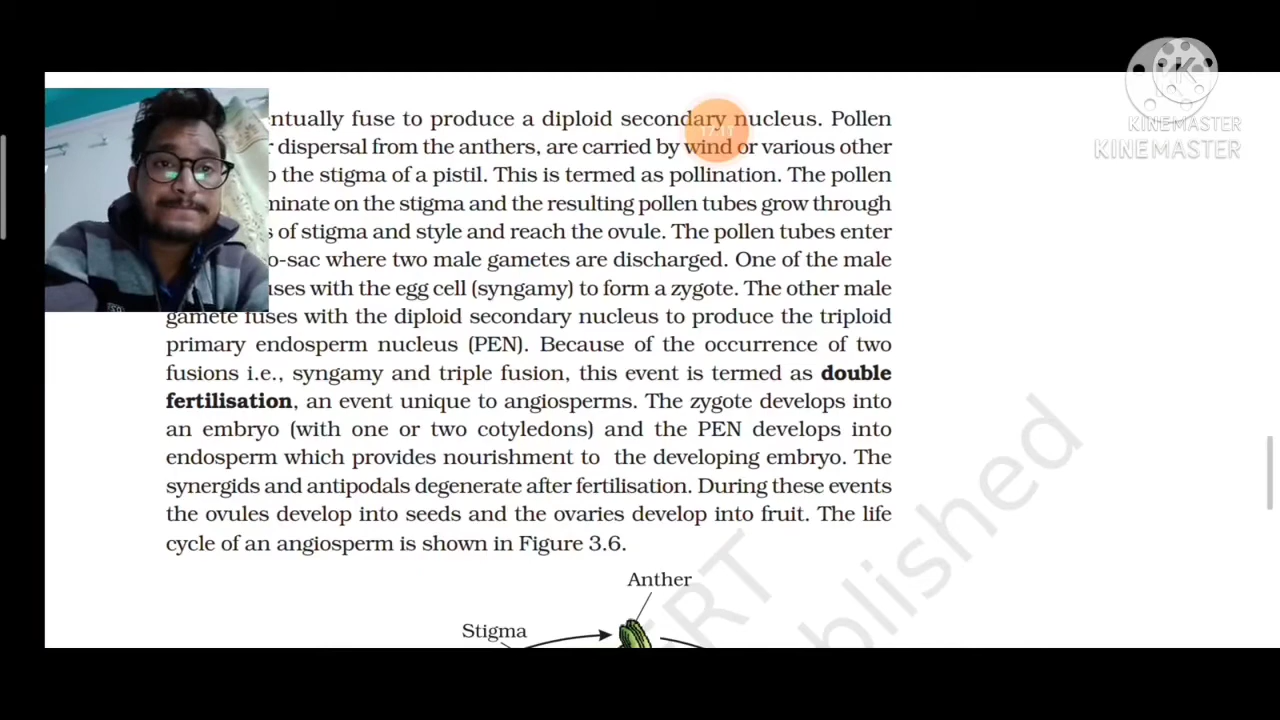 ntually fuse to produce a diploid secondary nucleus. Pollen
r dispersal from the anthers, are carried by wind or various other
o the stigma of a pistil. This is termed as pollination. The pollen
minate on the stigma and the resulting pollen tubes grow through
s of stigma and style and reach the ovule. The pollen tubes enter
o-sac where two male gametes are discharged. One of the male
uses with the egg cell (syngamy) to form a zygote. The other male
gamete fuses with the diploid secondary nucleus to produce the triploid
primary endosperm nucleus (PEN). Because of the occurrence of two
fusions i.e., syngamy and triple fusion, this event is termed as double
fertilisation, an event unique to angiosperms. The zygote develops into
an embryo (with one or two cotyledons) and the PEN develops into
endosperm which provides nourishment to the developing embryo. The
synergids and antipodals degenerate after fertilisation. During these events
the ovules develop into seeds and the ovaries develop into fruit. The life
cycle of an angiosperm is shown in Figure 3.6.
Anther
Stigma
KINEMASTER
KINEMASTER
17:11
ERT
blished